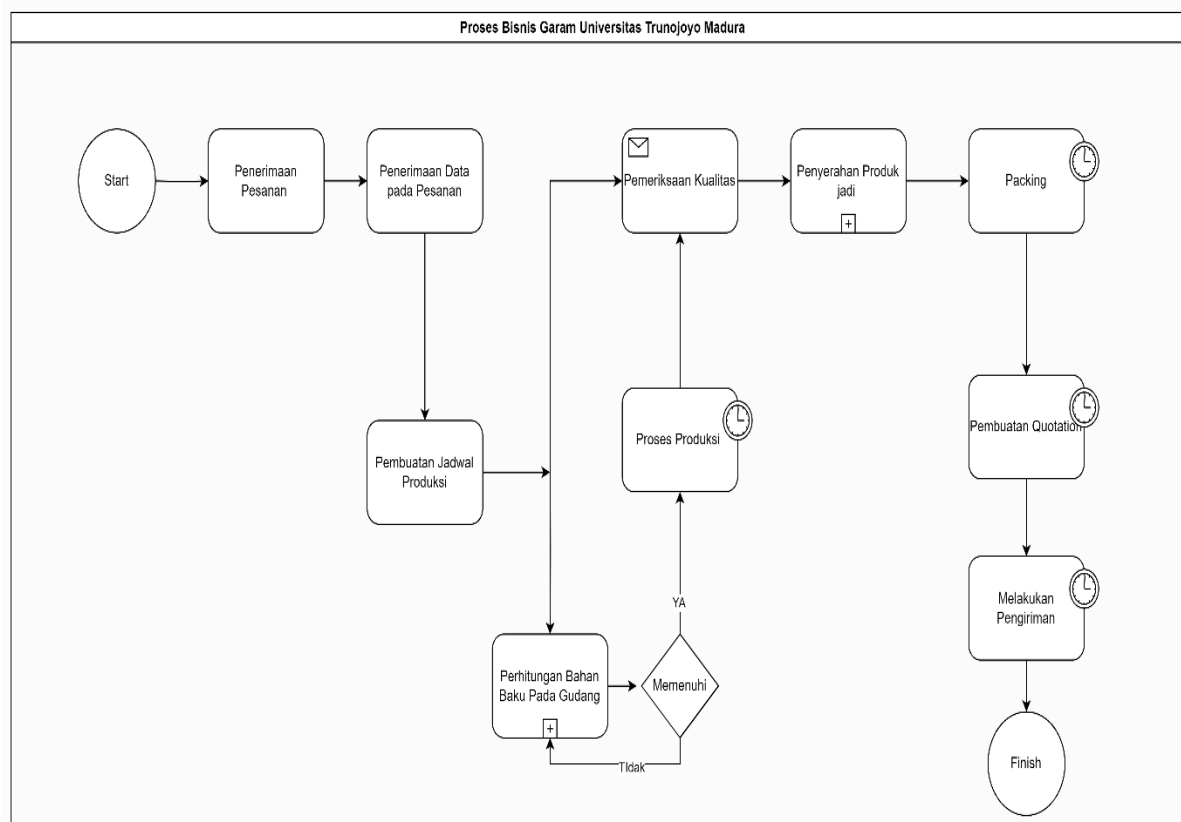 Proses Bisnis Garam Universitas Trunojoyo Madura
Start
Penerimaan
Pesanan
Penerimaan Data
pada Pesanan
Pemeriksaan Kualitas
Penyerahan Produk
jadi
Packing
Pembuatan Jadwal
Produksi
Proses Produksi
Pembuatan Quotation
Melakukan
Pengiriman
YA
Perhitungan Bahan
Baku Pada Gudang
Memenuhi
TIdak
Finish